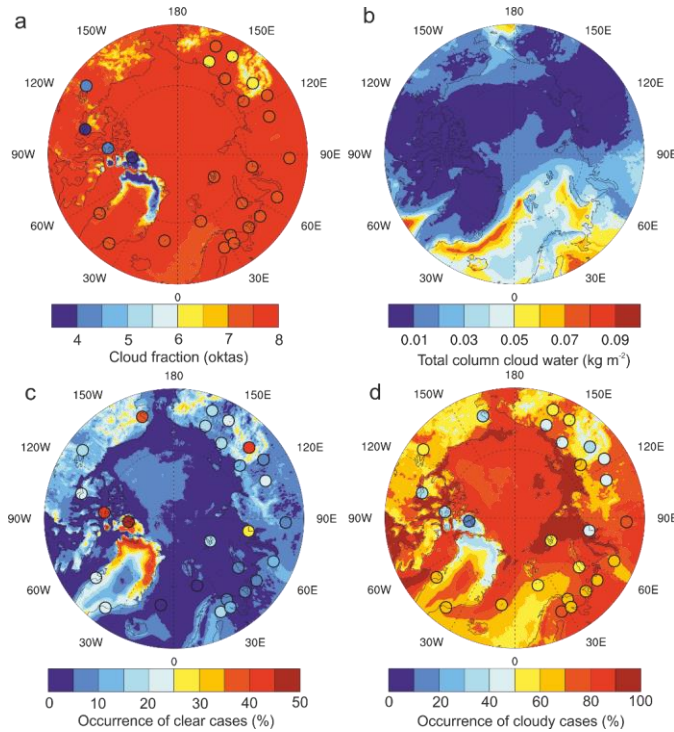 a
b
180
180
150W
150E
150W
150E
120W
120E
120W
120E
90W
90E
90W
90E
60W
60E
60W
60E
30W
30E
30W
30E
0
0
4 5 6 7 8
0.01 0.03 0.05 0.07 0.09
Cloud fraction (oktas)
Total column cloud water (kg m-2)
c
d
180
180
150W
150E
150W
150E
120W
120E
120W
120E
90W
90E
90W
90E
60W
60E
60W
60E
30W
30E
30W
30E
0
0
0 10 20 30 40 50
0 20 40 60 80 100
Occurrence of clear cases (%)
Occurrence of cloudy cases (%)